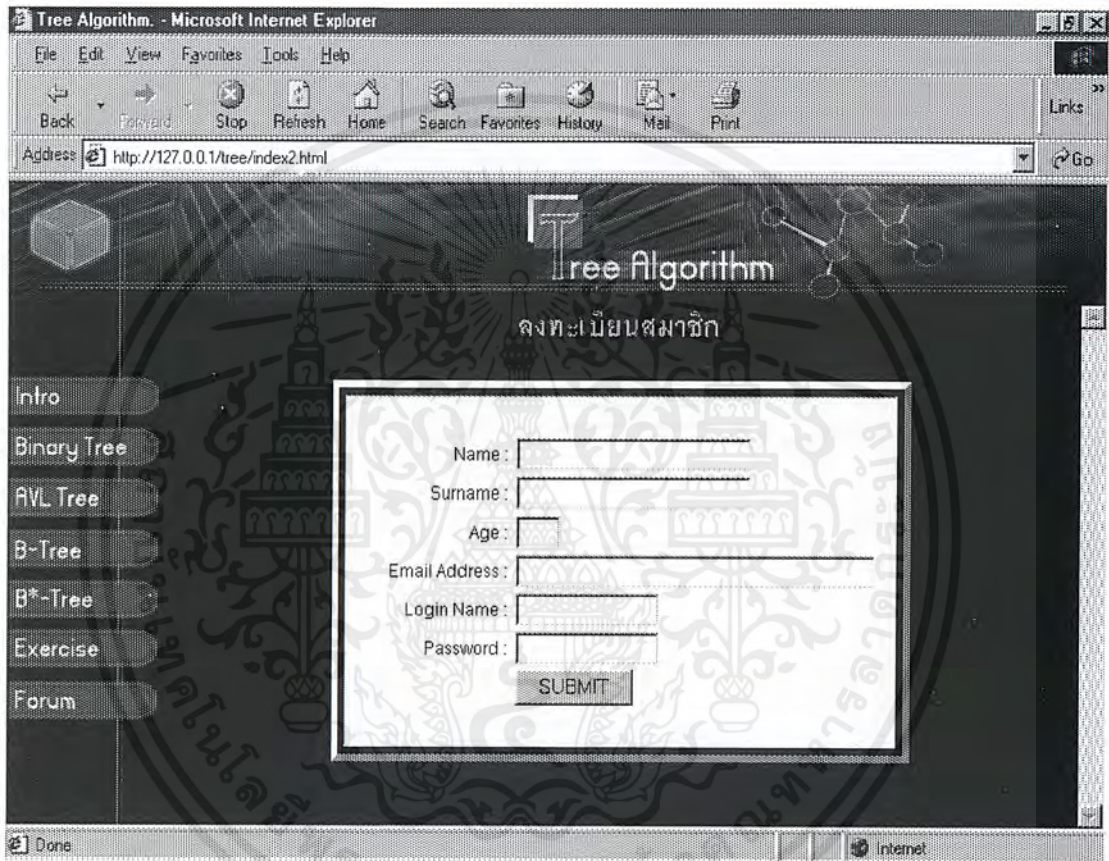 Tree Algorithm. - Microsoft Internet Explorer
File Edit View Favorites Tools Help
Back Forward Stop Refresh Home Search Favorites History Mail Print Links »
Address http://127.0.0.1/tree/index2.html Go
Tree Algorithm
ลงทะเบียนสมาชิก
Intro
Binary Tree
AVL Tree
B-Tree
B*-Tree
Exercise
Forum
Name :
Surname :
Age :
Email Address :
Login Name :
Password :
SUBMIT
Done Internet